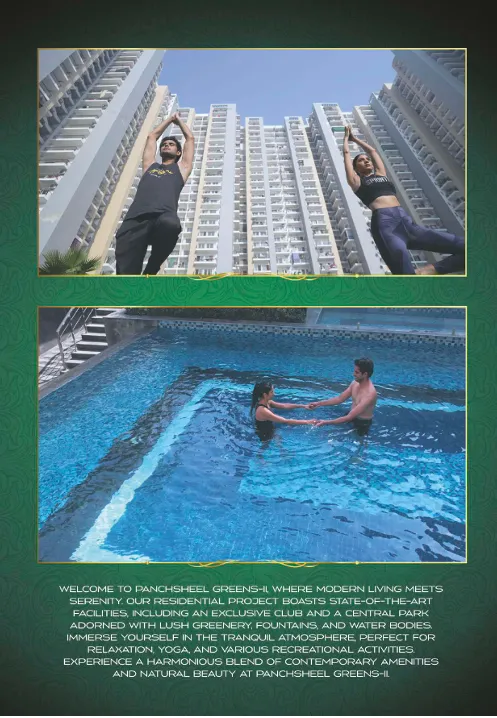 WELCOME TO PANCHSHEEL GREENS-II, WHERE MODERN LIVING MEETS
SERENITY. OUR RESIDENTIAL PROJECT BOASTS STATE-OF-THE-ART
FACILITIES, INCLUDING AN EXCLUSIVE CLUB AND A CENTRAL PARK
ADORNED WITH LUSH GREENERY, FOUNTAINS, AND WATER BODIES.
IMMERSE YOURSELF IN THE TRANQUIL ATMOSPHERE, PERFECT FOR
RELAXATION, YOGA, AND VARIOUS RECREATIONAL ACTIVITIES.
EXPERIENCE A HARMONIOUS BLEND OF CONTEMPORARY AMENITIES
AND NATURAL BEAUTY AT PANCHSHEEL GREENS-II.